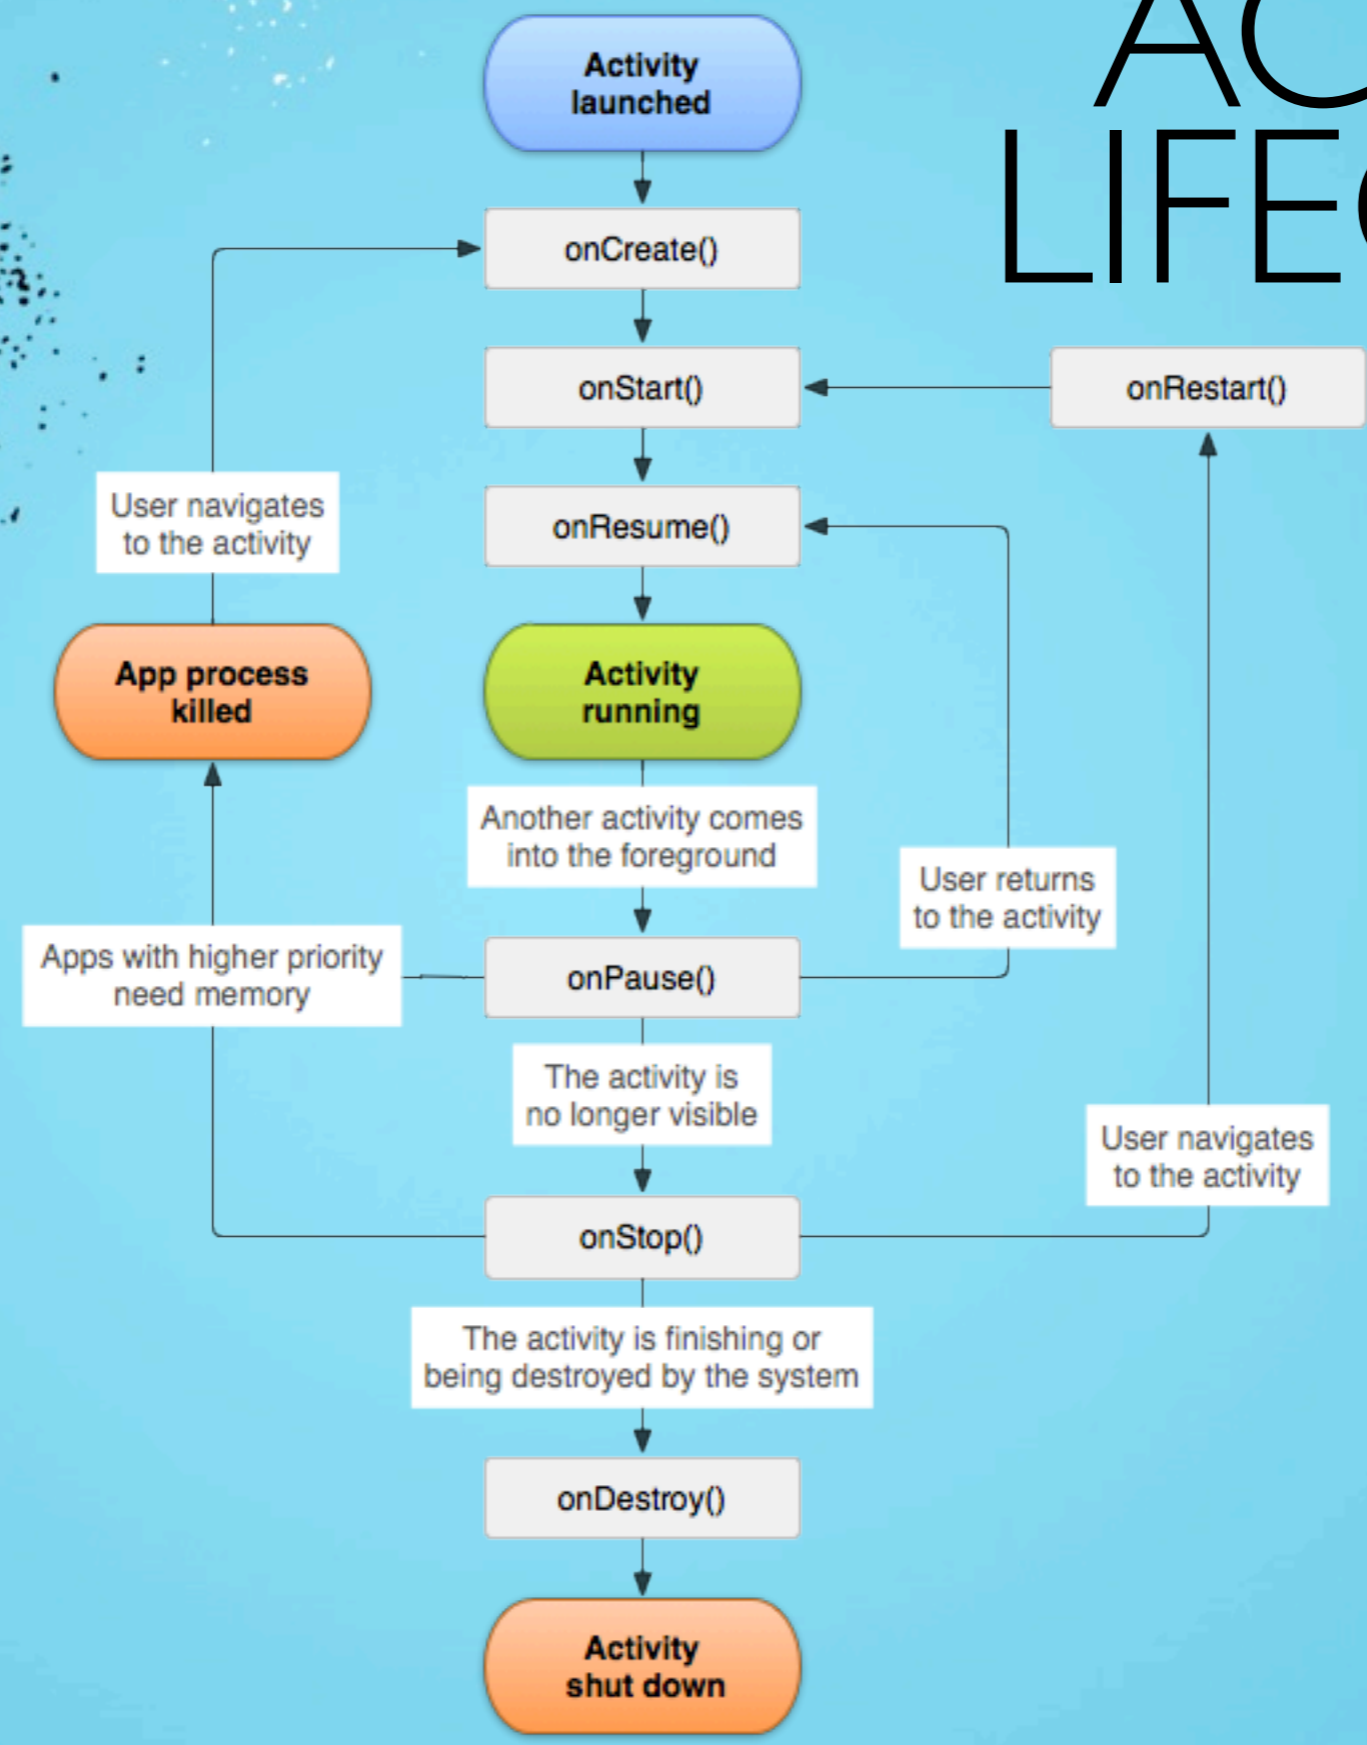 AC
LIFEC
Activity
launched
onCreate()
onStart()
onRestart()
User navigates
to the activity
onResume()
App process
killed
Activity
running
Another activity comes
into the foreground
User returns
to the activity
Apps with higher priority
need memory
onPause()
The activity is
no longer visible
User navigates
to the activity
onStop()
The activity is finishing or
being destroyed by the system
onDestroy()
Activity
shut down